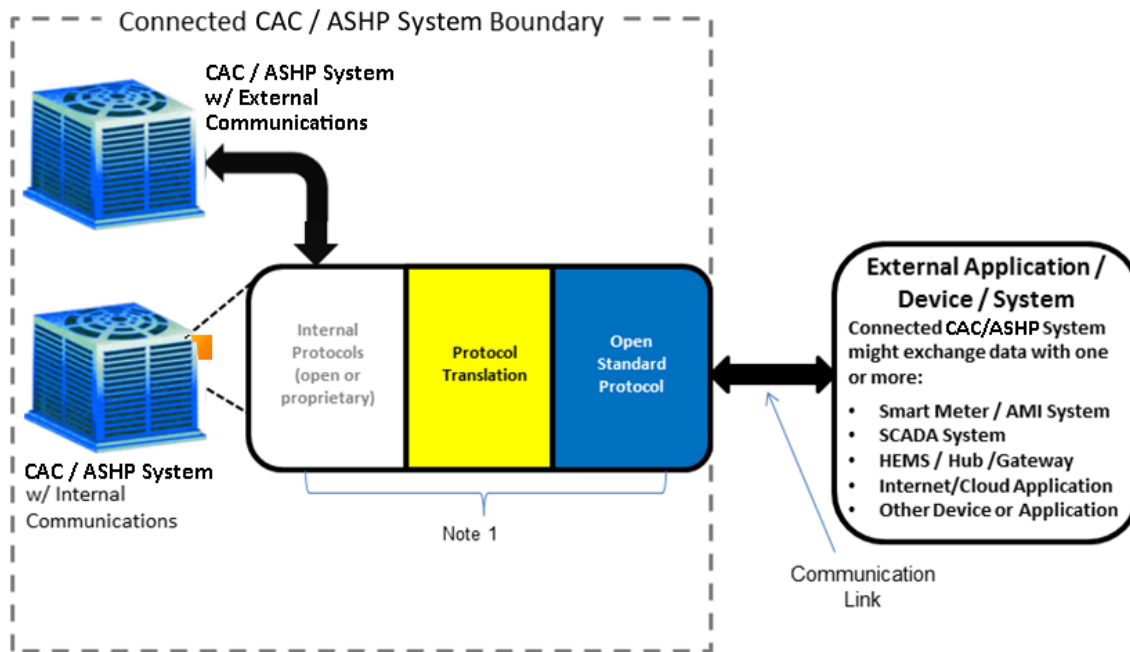 Connected CAC / ASHP System Boundary
CAC / ASHP System
w/ External
Communications
CAC / ASHP System
w/ Internal
Communications
Internal
Protocols
(open or
proprietary)
Protocol
Translation
Open
Standard
Protocol
Note 1
External Application /
Device / System
Connected CAC/ASHP System
might exchange data with one
or more:
• Smart Meter / AMI System
• SCADA System
• HEMS / Hub /Gateway
• Internet/Cloud Application
• Other Device or Application
Communication
Link